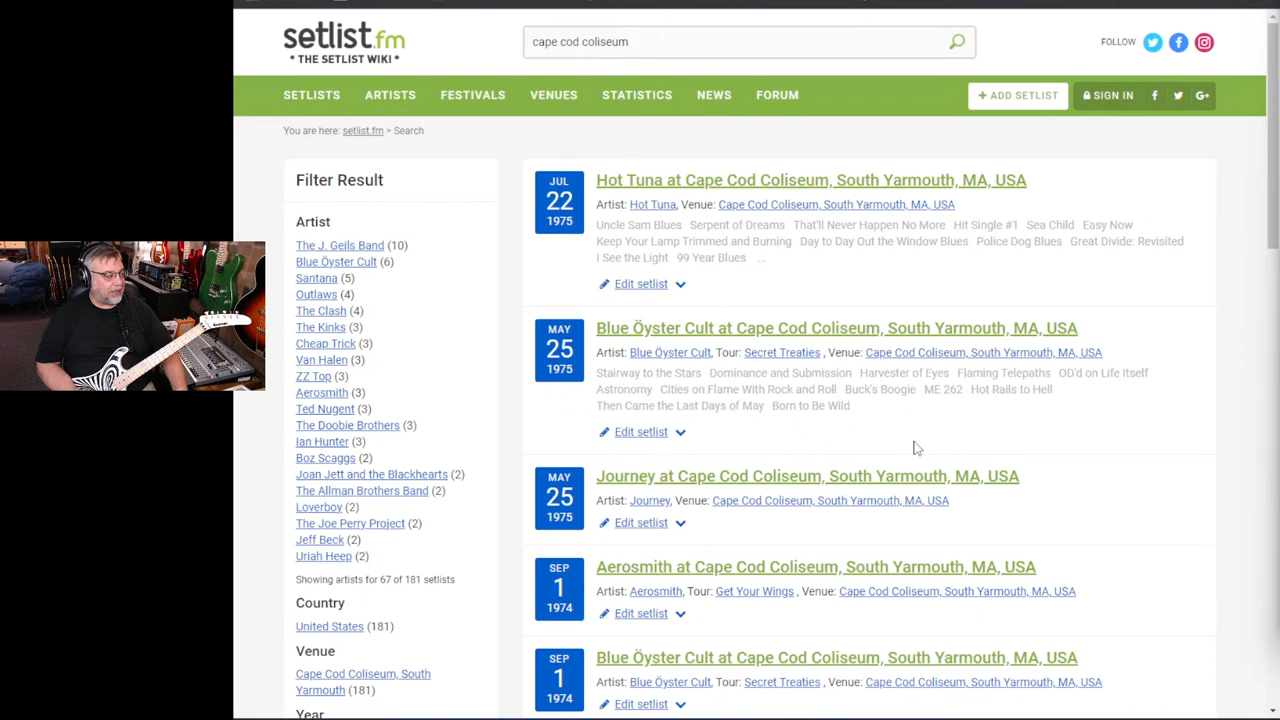 setlist.fm
* THE SETLIST WIKI *
cape cod coliseum
FOLLOW
SETLISTS ARTISTS FESTIVALS VENUES STATISTICS NEWS FORUM
+ ADD SETLIST
SIGN IN
You are here: setlist.fm > Search
Filter Result
Artist
The J. Geils Band (10)
Blue Öyster Cult (6)
Santana (5)
Outlaws (4)
The Clash (4)
The Kinks (3)
Cheap Trick (3)
Van Halen (3)
ZZ Top (3)
Aerosmith (3)
Ted Nugent (3)
The Doobie Brothers (3)
Ian Hunter (3)
Boz Scaggs (2)
Joan Jett and the Blackhearts (2)
The Allman Brothers Band (2)
Loverboy (2)
The Joe Perry Project (2)
Jeff Beck (2)
Uriah Heep (2)
Showing artists for 67 of 181 setlists
Country
United States (181)
Venue
Cape Cod Coliseum, South
Yarmouth (181)
Year
JUL
22
1975
Hot Tuna at Cape Cod Coliseum, South Yarmouth, MA, USA
Artist: Hot Tuna, Venue: Cape Cod Coliseum, South Yarmouth, MA, USA
Uncle Sam Blues Serpent of Dreams That'll Never Happen No More Hit Single #1 Sea Child Easy Now
Keep Your Lamp Trimmed and Burning Day to Day Out the Window Blues Police Dog Blues Great Divide: Revisited
I See the Light 99 Year Blues ...
Edit setlist
MAY
25
1975
Blue Öyster Cult at Cape Cod Coliseum, South Yarmouth, MA, USA
Artist: Blue Öyster Cult, Tour: Secret Treaties , Venue: Cape Cod Coliseum, South Yarmouth, MA, USA
Stairway to the Stars Dominance and Submission Harvester of Eyes Flaming Telepaths OD'd on Life Itself
Astronomy Cities on Flame With Rock and Roll Buck's Boogie ME 262 Hot Rails to Hell
Then Came the Last Days of May Born to Be Wild
Edit setlist
MAY
25
1975
Journey at Cape Cod Coliseum, South Yarmouth, MA, USA
Artist: Journey, Venue: Cape Cod Coliseum, South Yarmouth, MA, USA
Edit setlist
SEP
1
1974
Aerosmith at Cape Cod Coliseum, South Yarmouth, MA, USA
Artist: Aerosmith, Tour: Get Your Wings , Venue: Cape Cod Coliseum, South Yarmouth, MA, USA
Edit setlist
SEP
1
1974
Blue Öyster Cult at Cape Cod Coliseum, South Yarmouth, MA, USA
Artist: Blue Öyster Cult, Tour: Secret Treaties , Venue: Cape Cod Coliseum, South Yarmouth, MA, USA
Edit setlist